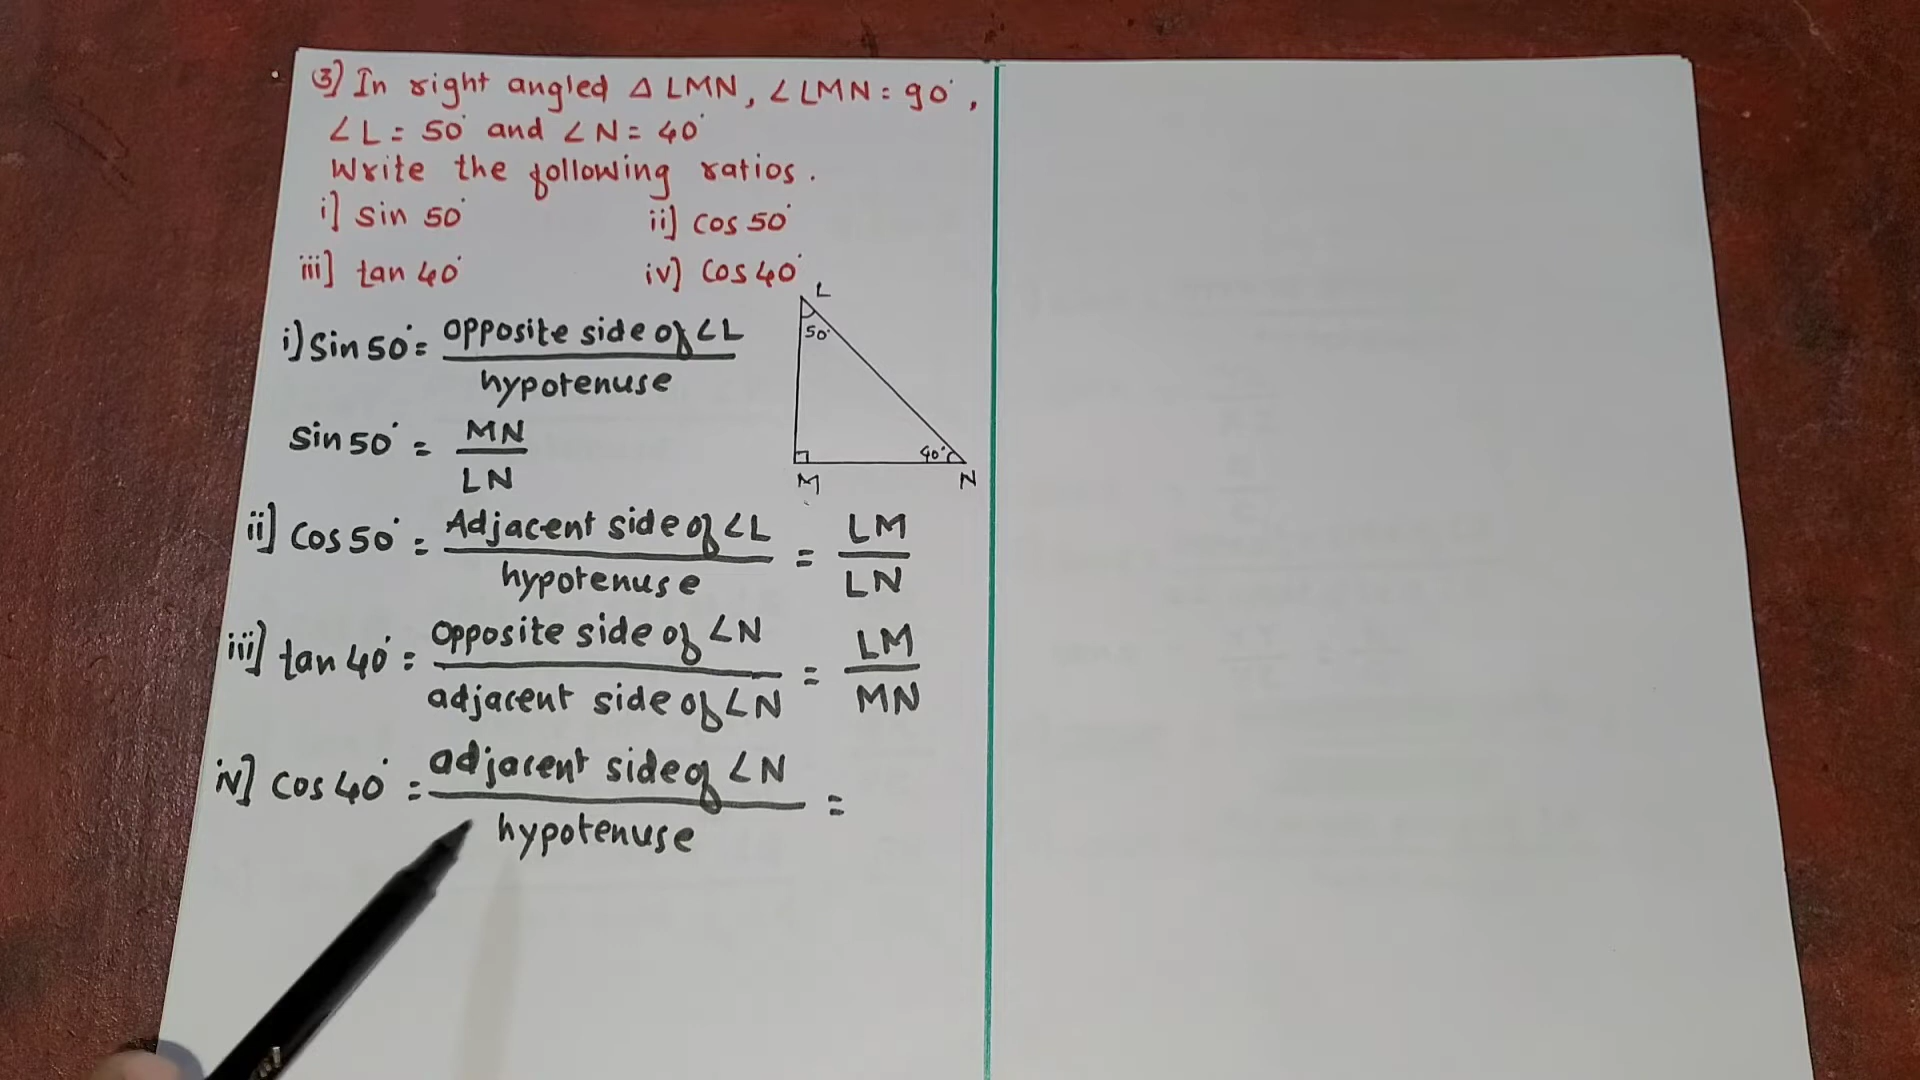 3] In right angled △ LMN, ∠LMN = 90°,
∠L = 50° and ∠N = 40°
Write the following ratios.
i] sin 50° ii] cos 50°
iii] tan 40° iv] cos 40°
L
50°
40°
M N
i) Sin 50° = opposite side of ∠L / hypotenuse
sin 50° = MN / LN
ii] Cos 50° = Adjacent side of ∠L / hypotenuse = LM / LN
iii] tan 40° = opposite side of ∠N / adjacent side of ∠N = LM / MN
iv] cos 40° = adjacent side of ∠N / hypotenuse =